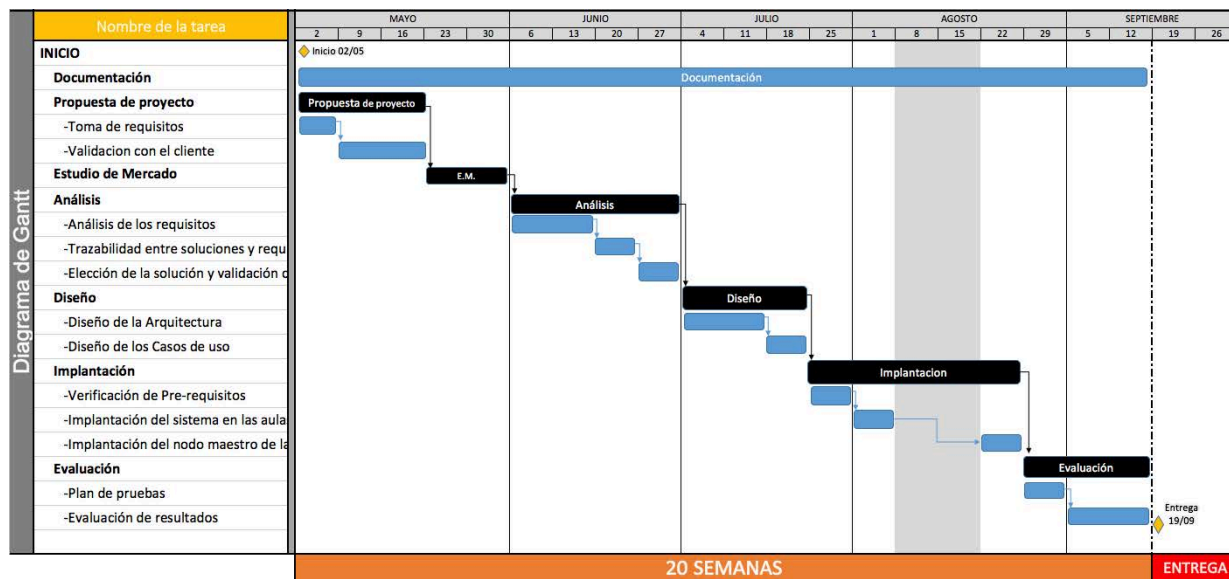 Diagrama de Gantt
Nombre de la tarea
MAYO JUNIO JULIO AGOSTO SEPTIEMBRE
2 9 16 23 30 6 13 20 27 4 11 18 25 1 8 15 22 29 5 12 19 26
INICIO
Inicio 02/05
Documentación
Documentación
Propuesta de proyecto
Propuesta de proyecto
-Toma de requisitos
-Validacion con el cliente
Estudio de Mercado
E.M.
Análisis
Análisis
-Análisis de los requisitos
-Trazabilidad entre soluciones y requ
-Elección de la solución y validación c
Diseño
Diseño
-Diseño de la Arquitectura
-Diseño de los Casos de uso
Implantación
Implantacion
-Verificación de Pre-requisitos
-Implantación del sistema en las aula
-Implantación del nodo maestro de la
Evaluación
Evaluación
-Plan de pruebas
-Evaluación de resultados
Entrega
19/09
20 SEMANAS
ENTREGA